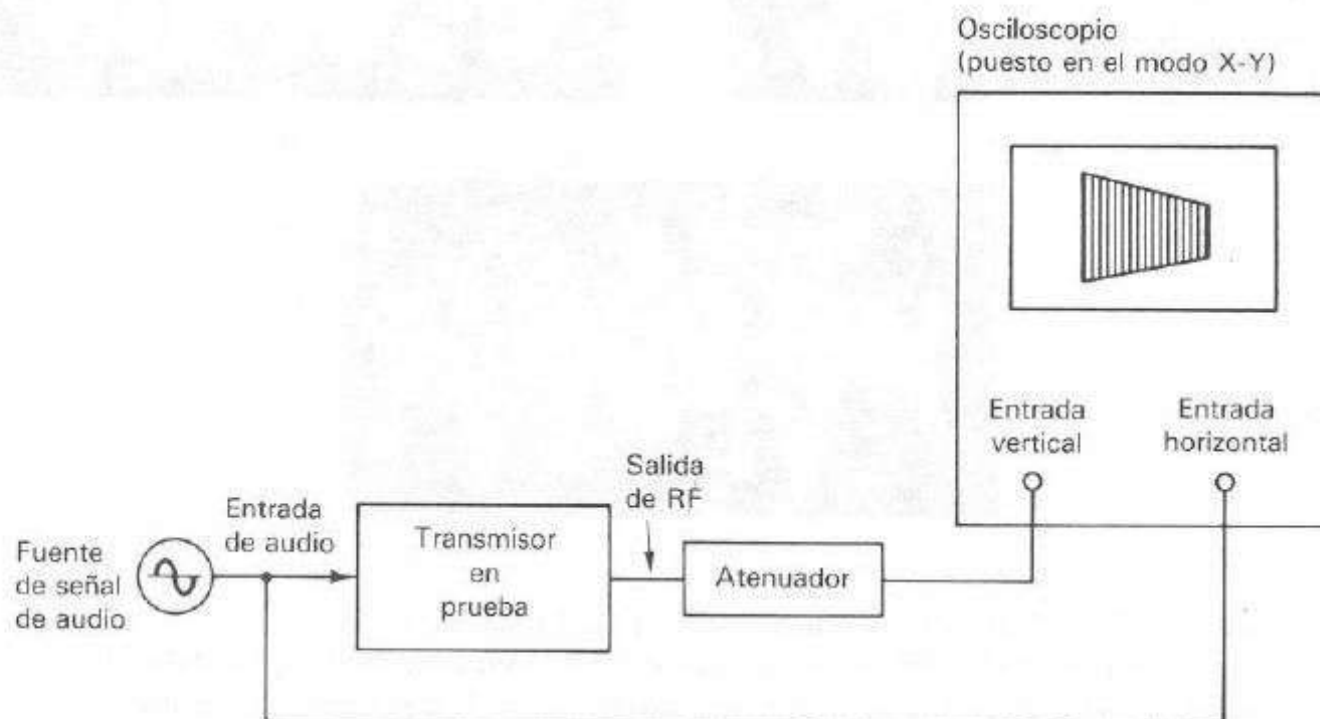 Osciloscopio
(puesto en el modo X-Y)
Entrada
vertical
Entrada
horizontal
Salida
de RF
Entrada
de audio
Fuente
de señal
de audio
Transmisor
en
prueba
Atenuador